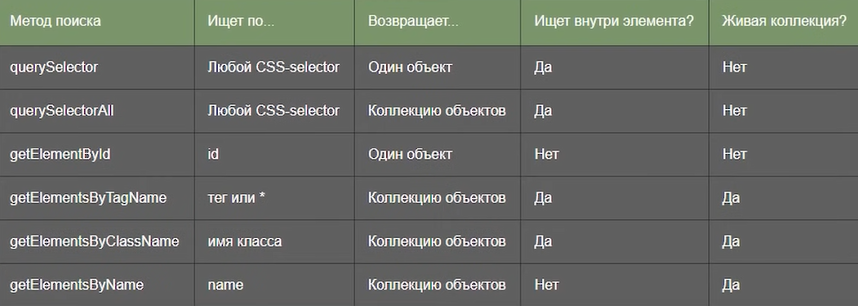 Метод поиска Ищет по... Возвращает... Ищет внутри элемента? Живая коллекция?
querySelector Любой CSS-selector Один объект Да Нет
querySelectorAll Любой CSS-selector Коллекцию объектов Да Нет
getElementById id Один объект Нет Нет
getElementsByTagName тег или * Коллекцию объектов Да Да
getElementsByClassName имя класса Коллекцию объектов Да Да
getElementsByName name Коллекцию объектов Нет Да